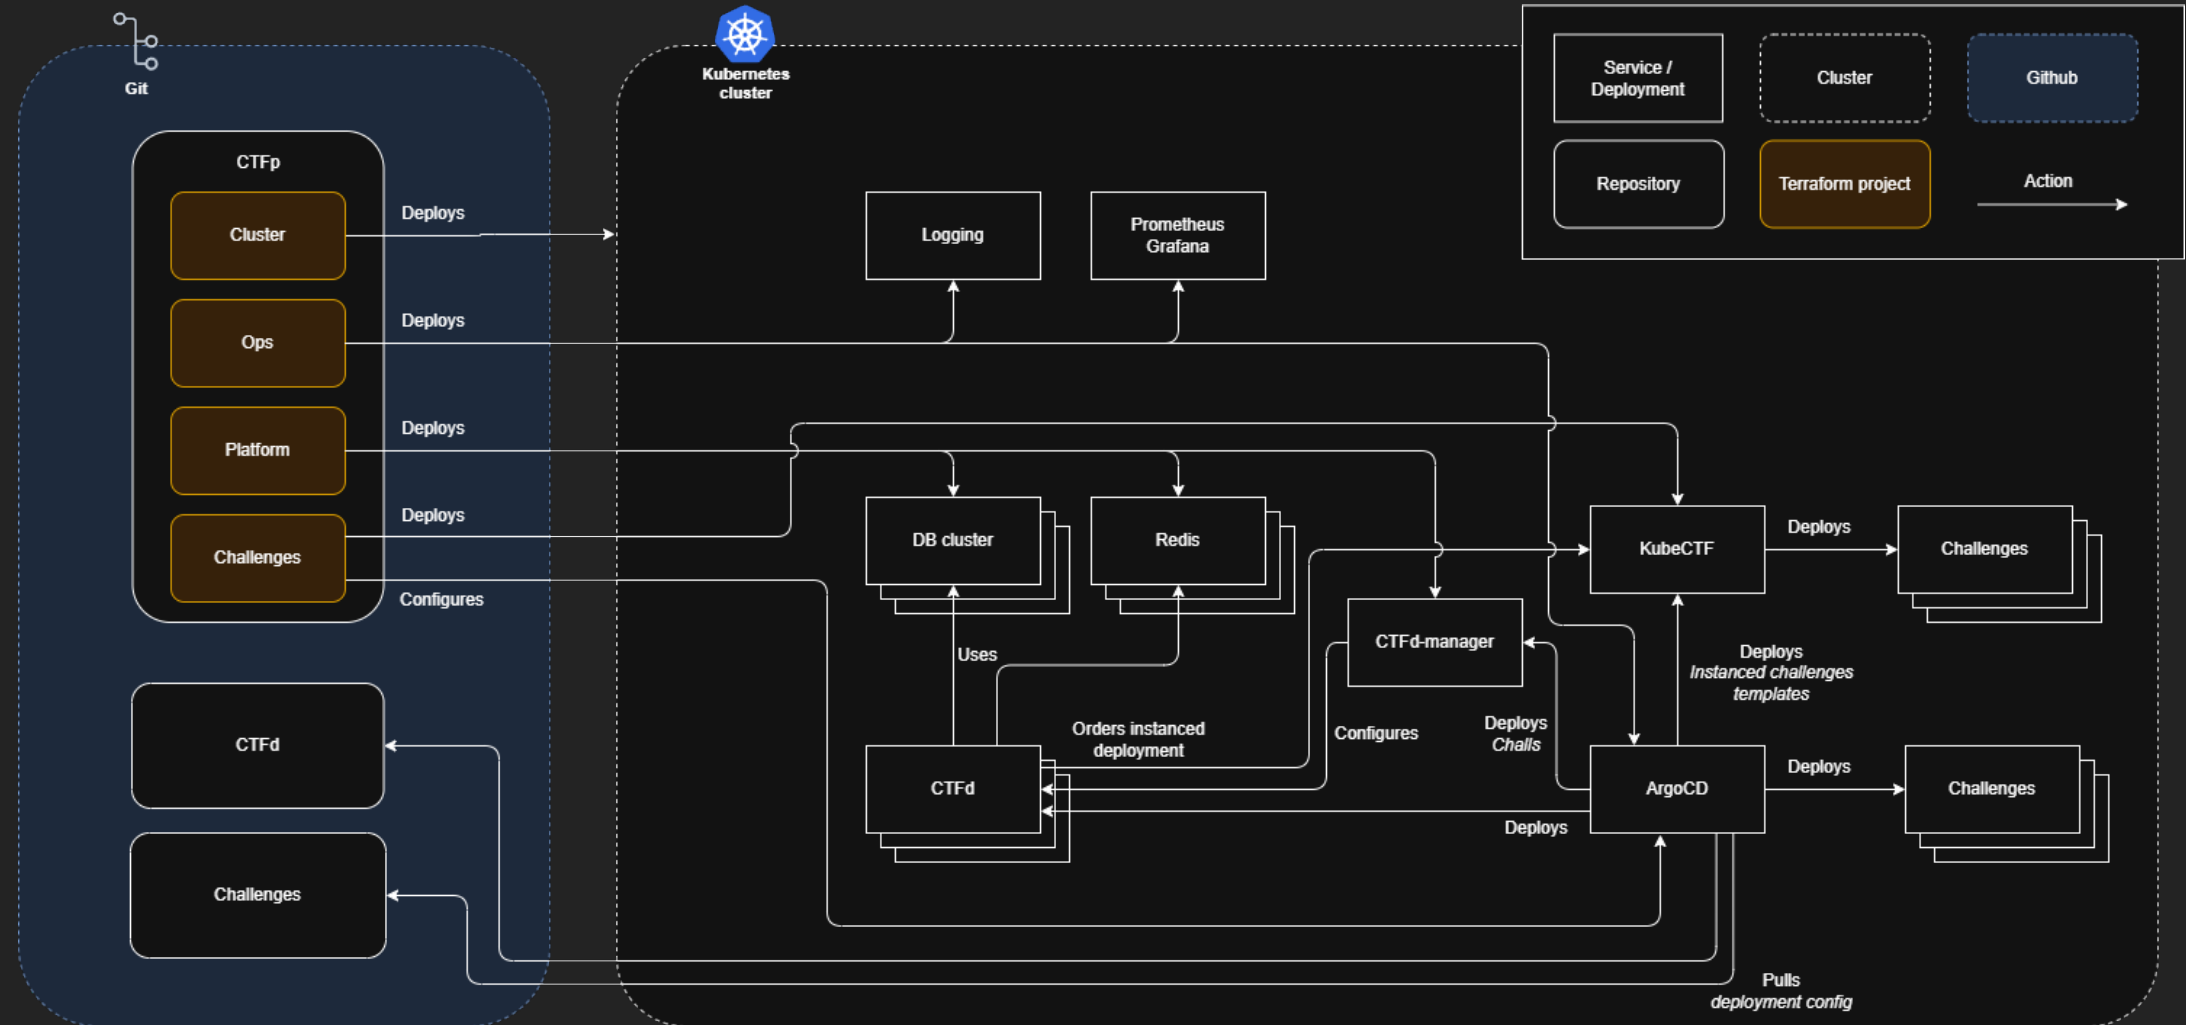 Git
Kubernetes
cluster
Service /
Deployment
Cluster
Github
Repository
Terraform project
Action
CTFp
Cluster
Deploys
Ops
Deploys
Platform
Deploys
Challenges
Deploys
Configures
CTFd
Challenges
Logging
Prometheus
Grafana
DB cluster
Redis
KubeCTF
Deploys
Challenges
CTFd-manager
Uses
Deploys
Instanced challenges
templates
Orders instanced
deployment
Configures
Deploys
Challs
CTFd
ArgoCD
Deploys
Challenges
Deploys
Pulls
deployment config